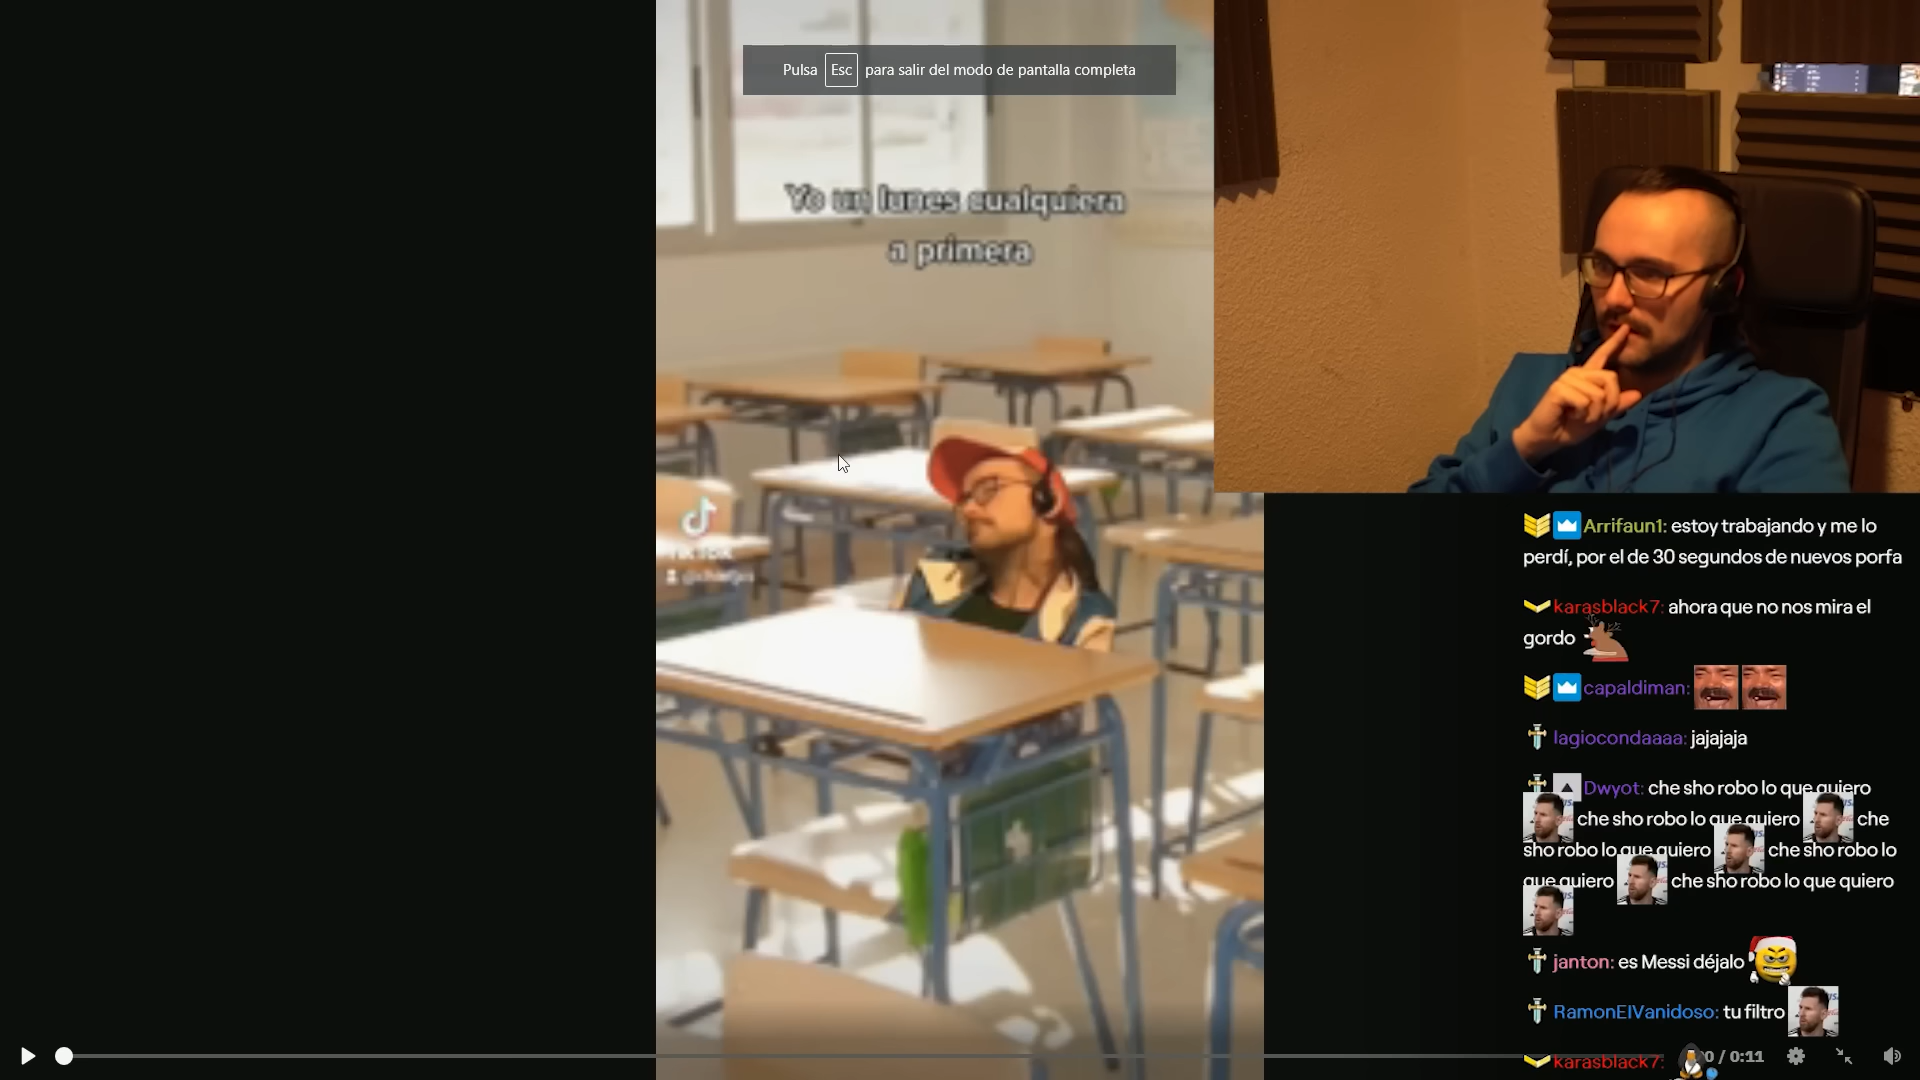 Pulsa Esc para salir del modo de pantalla completa
Yo un lunes cualquiera
a primera
Arrifaun1: estoy trabajando y me lo
perdí, por el de 30 segundos de nuevos porfa
karasblack7: ahora que no nos mira el
gordo
capaldiman:
lagiocondaaaa: jajajaja
Dwyot: che sho robo lo que quiero
che sho robo lo que quiero che
sho robo lo que quiero che sho robo lo
que quiero che sho robo lo que quiero
janton: es Messi déjalo
RamonElVanidoso: tu filtro
karasblack7:
/ 0:11